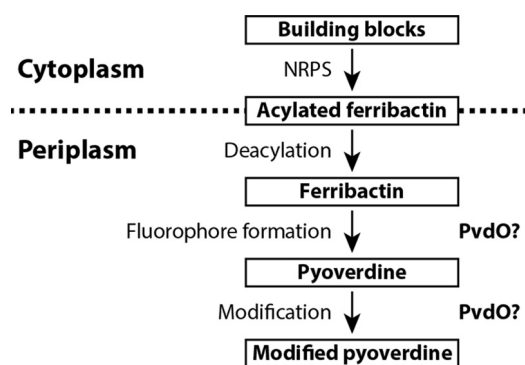 Building blocks
Cytoplasm
NRPS
Acylated ferribactin
Periplasm
Deacylation
Ferribactin
Fluorophore formation PvdO?
Pyoverdine
Modification PvdO?
Modified pyoverdine